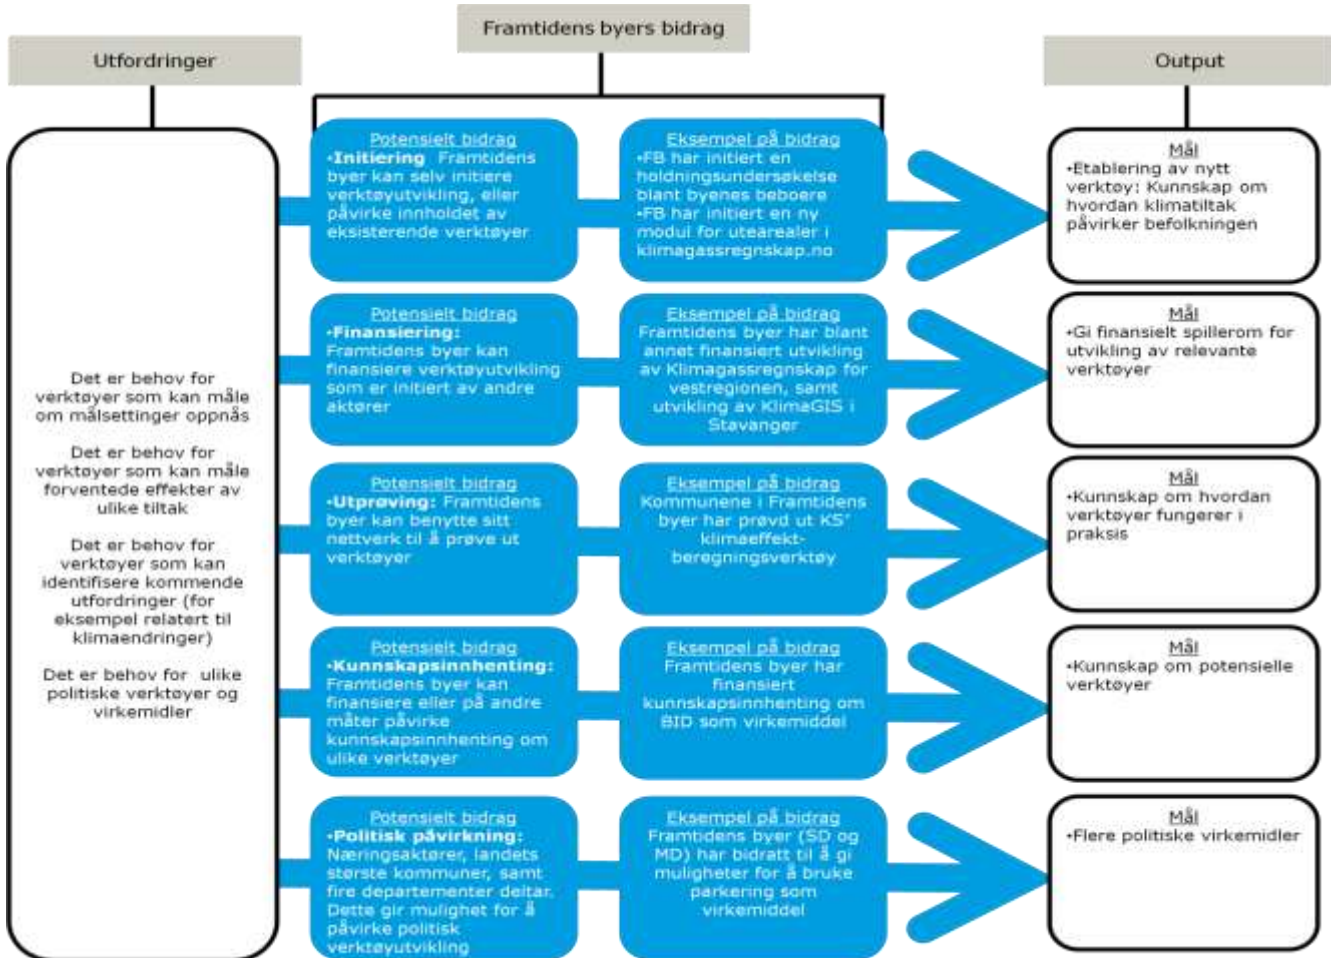 Framtidens byers bidrag
Utfordringer
Output
Det er behov for
verktøyer som kan måle
om målsettinger oppnås
Det er behov for
verktøyer som kan måle
forventede effekter av
ulike tiltak
Det er behov for
verktøyer som kan
identifisere kommende
utfordringer (for
eksempel relatert til
klimaendringer)
Det er behov for ulike
politiske verktøyer og
virkemidler
Potensielt bidrag
•Initiering Framtidens
byer kan selv initiere
verktøyutvikling, eller
påvirke innholdet av
eksisterende verktøyer
Eksempel på bidrag
•FB har initiert en
holdningsundersøkelse
blant byenes beboere
•FB har initiert en ny
modul for utearealer i
klimagassregnskap.no
Mål
•Etablering av nytt
verktøy: Kunnskap om
hvordan klimatiltak
påvirker befolkningen
Potensielt bidrag
•Finansiering:
Framtidens byer kan
finansiere verktøyutvikling
som er initiert av andre
aktører
Eksempel på bidrag
Framtidens byer har blant
annet finansiert utvikling
av Klimagassregnskap for
vestregionen, samt
utvikling av KlimaGIS i
Stavanger
Mål
•Gi finansielt spillerom for
utvikling av relevante
verktøyer
Potensielt bidrag
•Utprøving: Framtidens
byer kan benytte sitt
nettverk til å prøve ut
verktøyer
Eksempel på bidrag
Kommunene i Framtidens
byer har prøvd ut KS'
klimaeffekt-
beregningsverktøy
Mål
•Kunnskap om hvordan
verktøyer fungerer i
praksis
Potensielt bidrag
•Kunnskapsinnhenting:
Framtidens byer kan
finansiere eller på andre
måter påvirke
kunnskapsinnhenting om
ulike verktøyer
Eksempel på bidrag
Framtidens byer har
finansiert
kunnskapsinnhenting om
BID som virkemiddel
Mål
•Kunnskap om potensielle
verktøyer
Potensielt bidrag
•Politisk påvirkning:
Næringsaktører, landets
største kommuner, samt
fire departementer deltar.
Dette gir mulighet for å
påvirke politisk
verktøyutvikling
Eksempel på bidrag
Framtidens byer (SD og
MD) har bidratt til å gi
muligheter for å bruke
parkering som
virkemiddel
Mål
•Flere politiske virkemidler